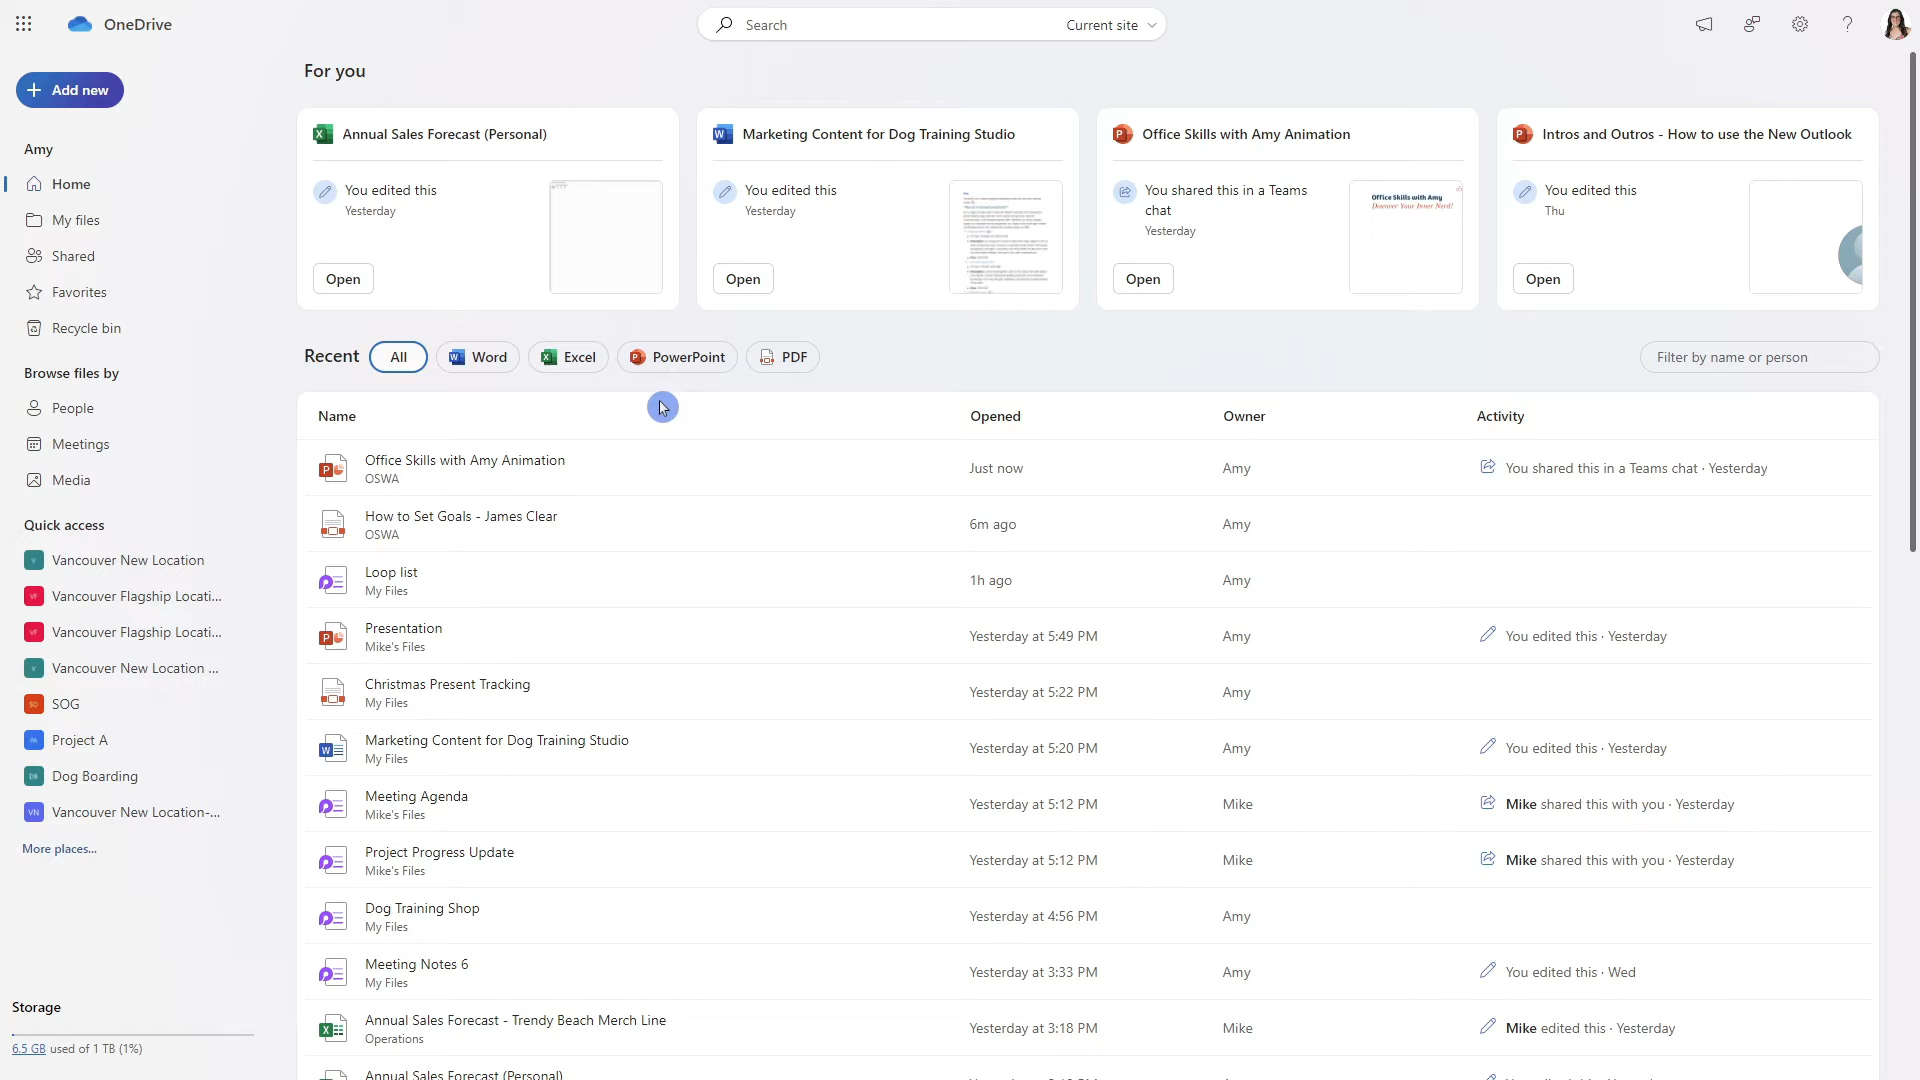 OneDrive
Search
Current site
Add new
Amy
Home
My files
Shared
Favorites
Recycle bin
Browse files by
People
Meetings
Media
Quick access
Vancouver New Location
Vancouver Flagship Locati...
Vancouver Flagship Locati...
Vancouver New Location ...
SOG
Project A
Dog Boarding
VN Vancouver New Location-...
More places...
Storage
6.5 GB used of 1 TB (1%)
For you
Annual Sales Forecast (Personal)
You edited this
Yesterday
Open
Marketing Content for Dog Training Studio
You edited this
Yesterday
Open
Office Skills with Amy Animation
You shared this in a Teams
chat
Yesterday
Open
Office Skills with Amy
Discover Your Inner Nerd!
Intros and Outros - How to use the New Outlook
You edited this
Thu
Open
Recent All Word Excel PowerPoint PDF
Filter by name or person
Name Opened Owner Activity
Office Skills with Amy Animation
OSWA
Just now Amy You shared this in a Teams chat · Yesterday
How to Set Goals - James Clear
OSWA
6m ago Amy
Loop list
My Files
1h ago Amy
Presentation
Mike's Files
Yesterday at 5:49 PM Amy You edited this · Yesterday
Christmas Present Tracking
My Files
Yesterday at 5:22 PM Amy
Marketing Content for Dog Training Studio
My Files
Yesterday at 5:20 PM Amy You edited this · Yesterday
Meeting Agenda
Mike's Files
Yesterday at 5:12 PM Mike Mike shared this with you · Yesterday
Project Progress Update
Mike's Files
Yesterday at 5:12 PM Mike Mike shared this with you · Yesterday
Dog Training Shop
My Files
Yesterday at 4:56 PM Amy
Meeting Notes 6
My Files
Yesterday at 3:33 PM Amy You edited this · Wed
Annual Sales Forecast - Trendy Beach Merch Line
Operations
Yesterday at 3:18 PM Mike Mike edited this · Yesterday
Annual Sales Forecast (Personal)